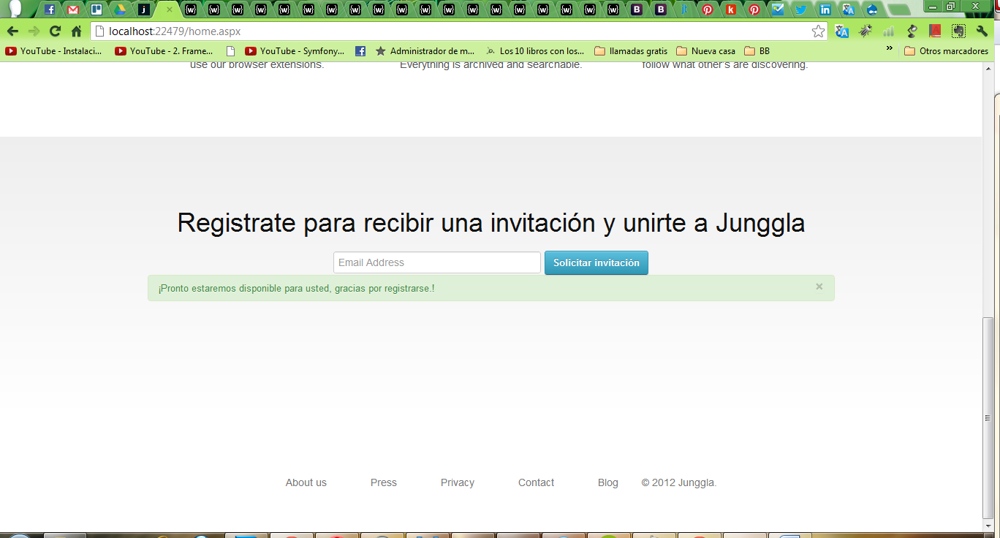 localhost:22479/home.aspx
YouTube - Instalaci... YouTube - 2. Frame... YouTube - Symfony... Administrador de m... Los 10 libros con los... llamadas gratis Nueva casa BB » Otros marcadores
use our browser extensions. Everything is archived and searchable. follow what other's are discovering.
Registrate para recibir una invitación y unirte a Junggla
Email Address Solicitar invitación
¡Pronto estaremos disponible para usted, gracias por registrarse.! ×
About us Press Privacy Contact Blog © 2012 Junggla.